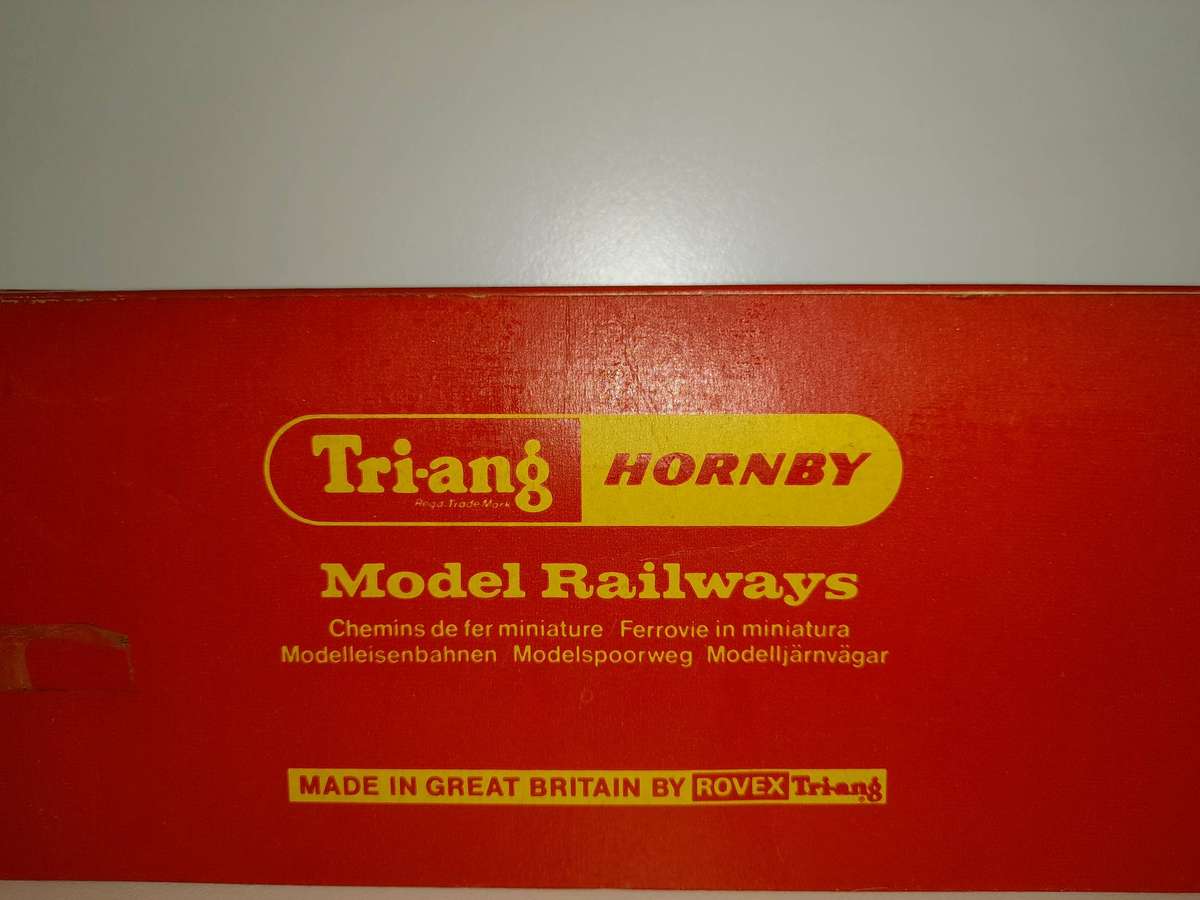 Tri-ang HORNBY
Regd. Trade Mark
Model Railways
Chemins de fer miniature Ferrovie in miniatura
Modelleisenbahnen Modelspoorweg Modelljärnvägar
MADE IN GREAT BRITAIN BY ROVEX Tri-ang